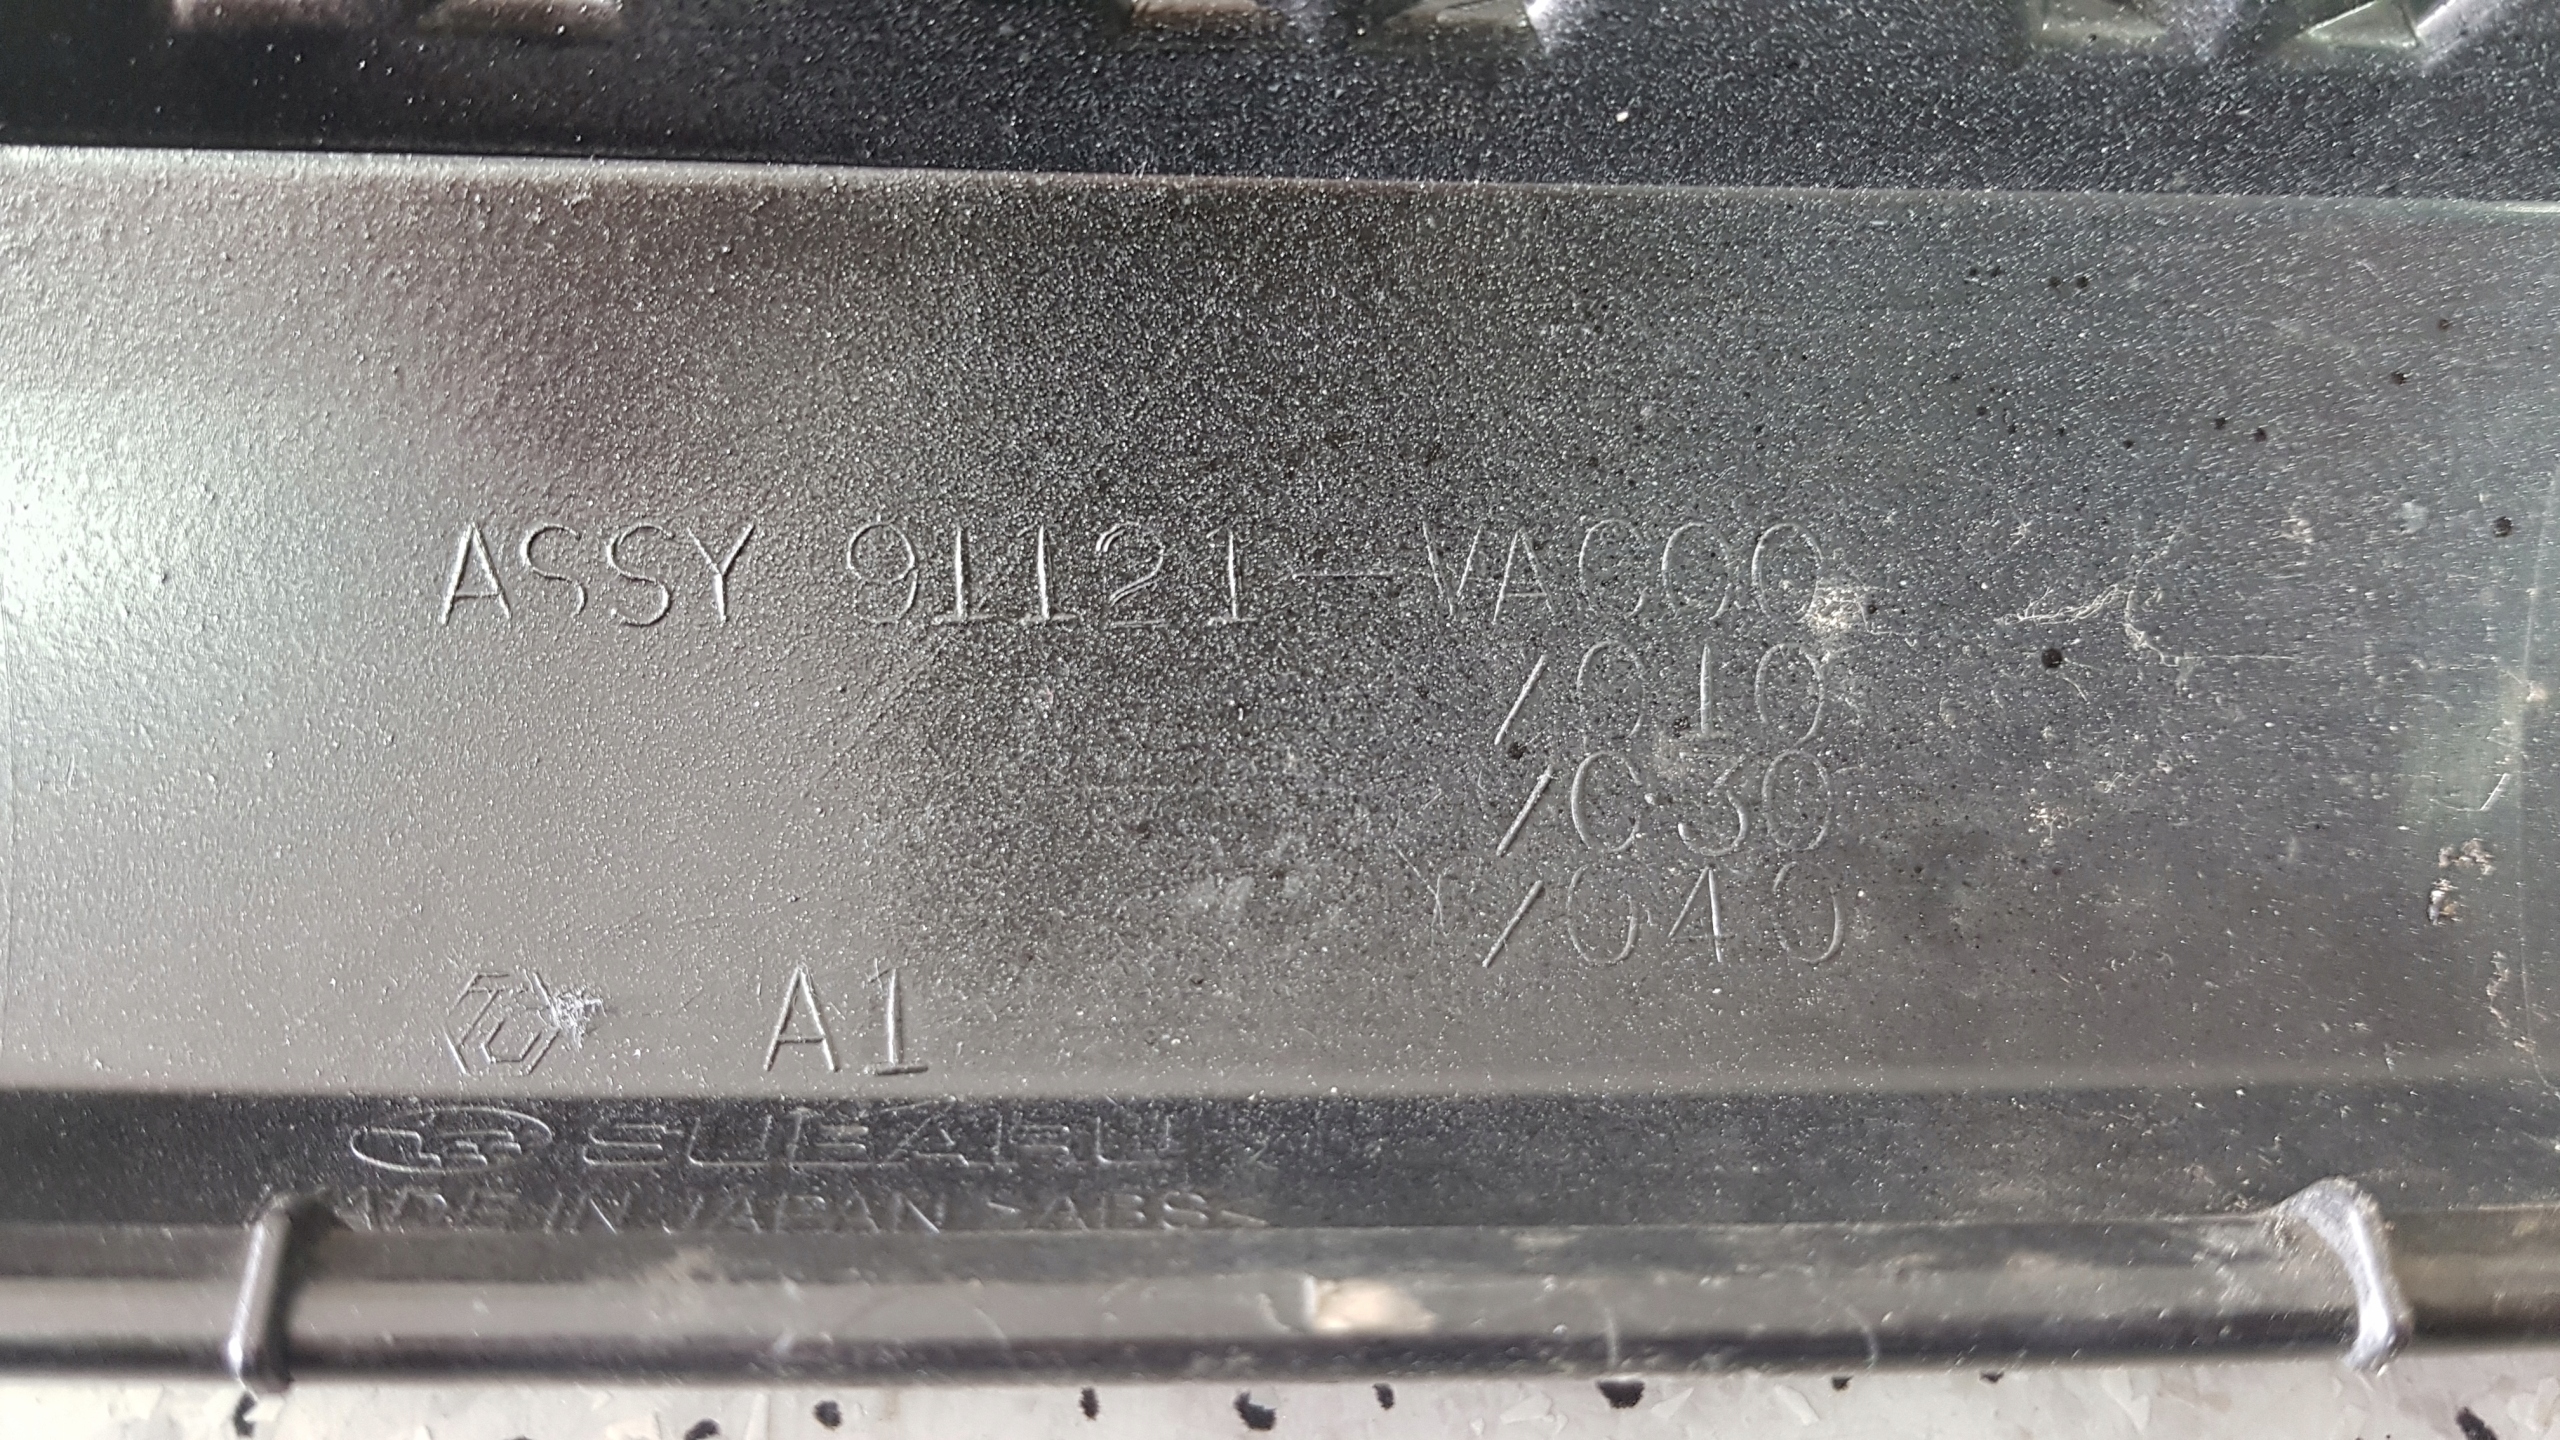 ASSY 91121-VA000
/010
/030
/040
A1
SUBARU
MADE IN JAPAN >ABS<